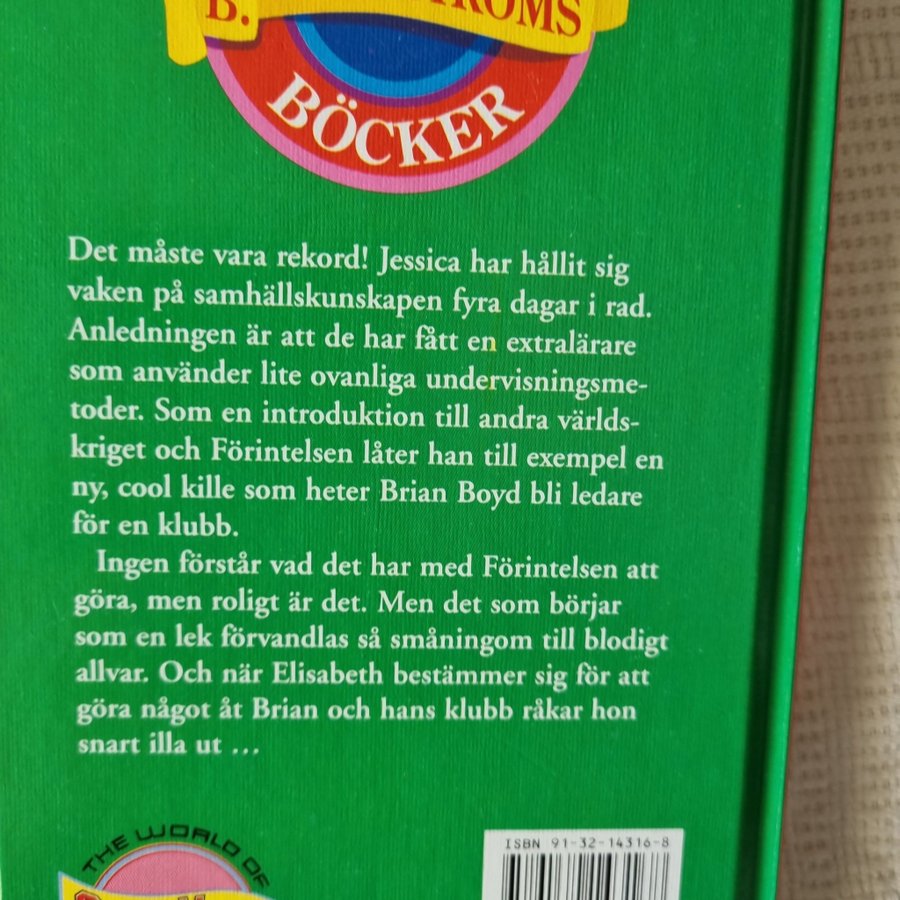 B.
BÖCKER
Det måste vara rekord! Jessica har hållit sig
vaken på samhällskunskapen fyra dagar i rad.
Anledningen är att de har fått en extralärare
som använder lite ovanliga undervisningsme-
toder. Som en introduktion till andra världs-
kriget och Förintelsen låter han till exempel en
ny, cool kille som heter Brian Boyd bli ledare
för en klubb.
Ingen förstår vad det har med Förintelsen att
göra, men roligt är det. Men det som börjar
som en lek förvandlas så småningom till blodigt
allvar. Och när Elisabeth bestämmer sig för att
göra något åt Brian och hans klubb råkar hon
snart illa ut ...
THE WORLD OF
ISBN 91-32-14316-8